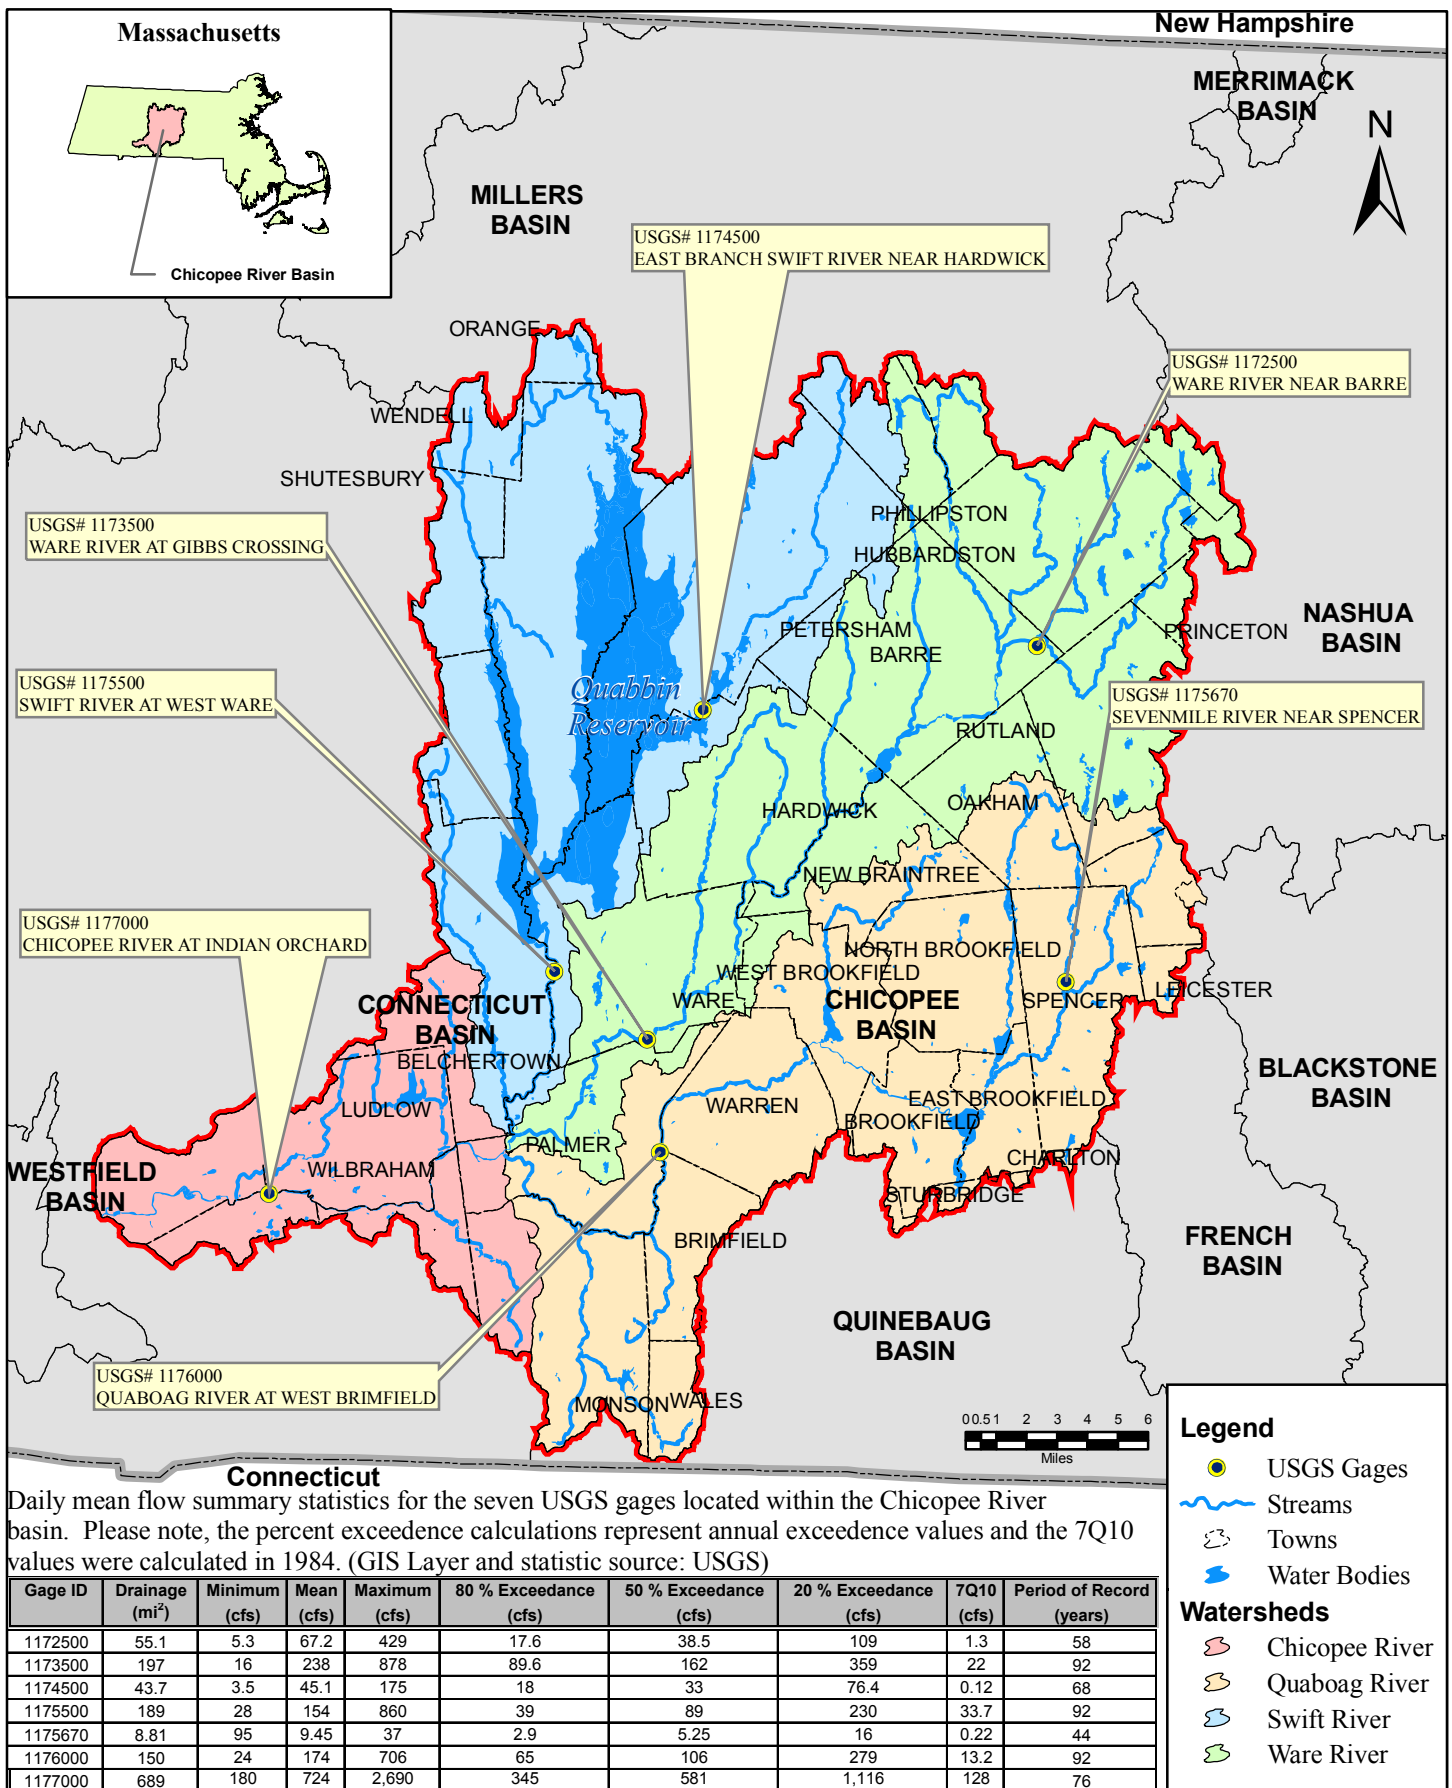 Massachusetts
Chicopee River Basin
New Hampshire
MERRIMACK
BASIN
N
MILLERS
BASIN
USGS# 1174500
EAST BRANCH SWIFT RIVER NEAR HARDWICK
ORANGE
USGS# 1172500
WARE RIVER NEAR BARRE
WENDELL
SHUTESBURY
USGS# 1173500
WARE RIVER AT GIBBS CROSSING
PHILLIPSTON
HUBBARDSTON
NASHUA
BASIN
PETERSHAM
PRINCETON
BARRE
USGS# 1175500
SWIFT RIVER AT WEST WARE
Quabbin
Reservoir
USGS# 1175670
SEVENMILE RIVER NEAR SPENCER
RUTLAND
HARDWICK
OAKHAM
NEW BRAINTREE
USGS# 1177000
CHICOPEE RIVER AT INDIAN ORCHARD
NORTH BROOKFIELD
WEST BROOKFIELD
WARE
SPENCER
LEICESTER
CONNECTICUT
BASIN
CHICOPEE
BASIN
BELCHERTOWN
BLACKSTONE
BASIN
LUDLOW
WARREN
EAST BROOKFIELD
BROOKFIELD
PALMER
CHARLTON
WESTFIELD
BASIN
WILBRAHAM
STURBRIDGE
BRIMFIELD
FRENCH
BASIN
QUINEBAUG
BASIN
USGS# 1176000
QUABOAG RIVER AT WEST BRIMFIELD
MONSON
WALES
0 0.5 1 2 3 4 5 6
Miles
Connecticut
Legend
USGS Gages
Streams
Towns
Water Bodies
Watersheds
Chicopee River
Quaboag River
Swift River
Ware River
Daily mean flow summary statistics for the seven USGS gages located within the Chicopee River
basin. Please note, the percent exceedence calculations represent annual exceedence values and the 7Q10
values were calculated in 1984. (GIS Layer and statistic source: USGS)
Gage ID Drainage (mi²) Minimum (cfs) Mean (cfs) Maximum (cfs) 80 % Exceedance (cfs) 50 % Exceedance (cfs) 20 % Exceedance (cfs) 7Q10 (cfs) Period of Record (years)
1172500 55.1 5.3 67.2 429 17.6 38.5 109 1.3 58
1173500 197 16 238 878 89.6 162 359 22 92
1174500 43.7 3.5 45.1 175 18 33 76.4 0.12 68
1175500 189 28 154 860 39 89 230 33.7 92
1175670 8.81 95 9.45 37 2.9 5.25 16 0.22 44
1176000 150 24 174 706 65 106 279 13.2 92
1177000 689 180 724 2,690 345 581 1,116 128 76